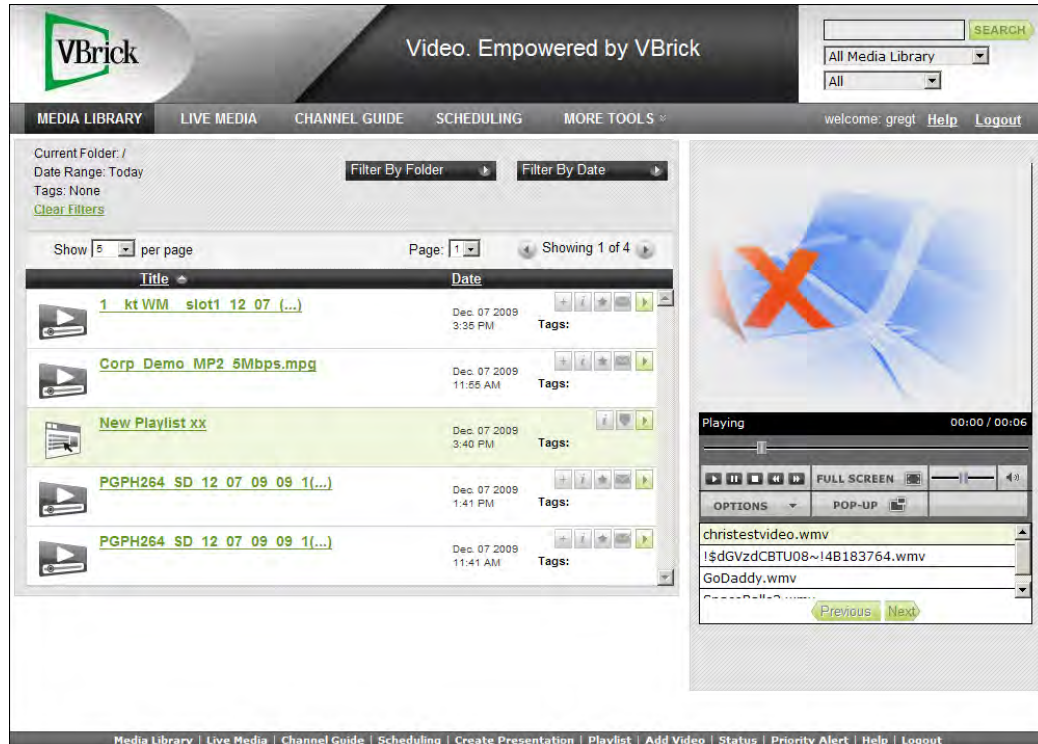 VBrick
Video. Empowered by VBrick
SEARCH
All Media Library
All
MEDIA LIBRARY LIVE MEDIA CHANNEL GUIDE SCHEDULING MORE TOOLS
welcome: gregt Help Logout
Current Folder: /
Date Range: Today
Tags: None
Clear Filters
Filter By Folder
Filter By Date
Show 5 per page
Page: 1
Showing 1 of 4
Title Date
1 kt WM slot1 12 07 (...)
Dec. 07 2009
3:35 PM
Tags:
Corp Demo MP2 5Mbps.mpg
Dec. 07 2009
11:55 AM
Tags:
New Playlist xx
Dec. 07 2009
3:40 PM
Tags:
PGPH264 SD 12 07 09 09 1(...)
Dec. 07 2009
1:41 PM
Tags:
PGPH264 SD 12 07 09 09 1(...)
Dec. 07 2009
11:41 AM
Tags:
Playing 00:00 / 00:06
FULL SCREEN
OPTIONS POP-UP
christestvideo.wmv
!$dGVzdCBTU08~!4B183764.wmv
GoDaddy.wmv
Previous Next
Media Library | Live Media | Channel Guide | Scheduling | Create Presentation | Playlist | Add Video | Status | Priority Alert | Help | Logout